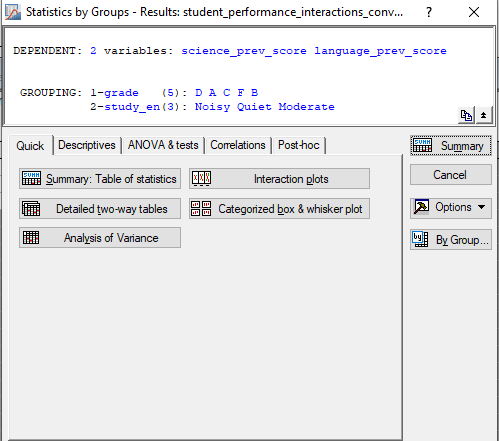 Statistics by Groups - Results: student_performance_interactions_conv... ?
DEPENDENT: 2 variables: science_prev_score language_prev_score
GROUPING: 1-grade (5): D A C F B
2-study_en(3): Noisy Quiet Moderate
Quick Descriptives ANOVA & tests Correlations Post-hoc
Summary
Summary: Table of statistics Interaction plots
Cancel
Detailed two-way tables Categorized box & whisker plot
Options
Analysis of Variance
By Group...